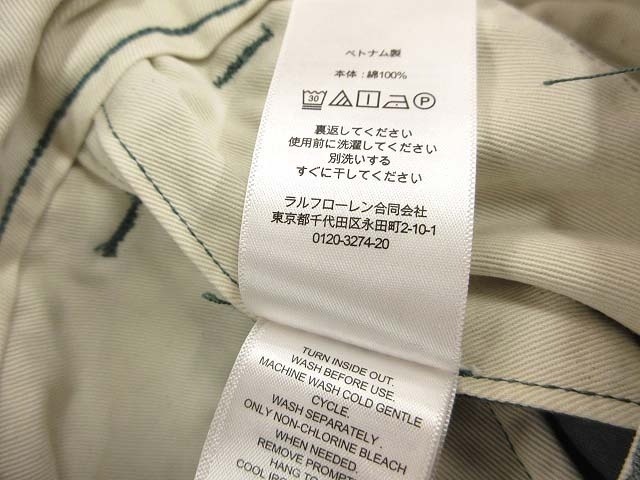 ベトナム製
本体：綿100%
30 P
裏返してください
使用前に洗濯してください
別洗いする
すぐに干してください
ラルフローレン合同会社
東京都千代田区永田町2-10-1
0120-3274-20
TURN INSIDE OUT.
WASH BEFORE USE.
MACHINE WASH COLD GENTLE
CYCLE.
WASH SEPARATELY.
ONLY NON-CHLORINE BLEACH
WHEN NEEDED.
REMOVE PROMPT
HANG TO
COOL